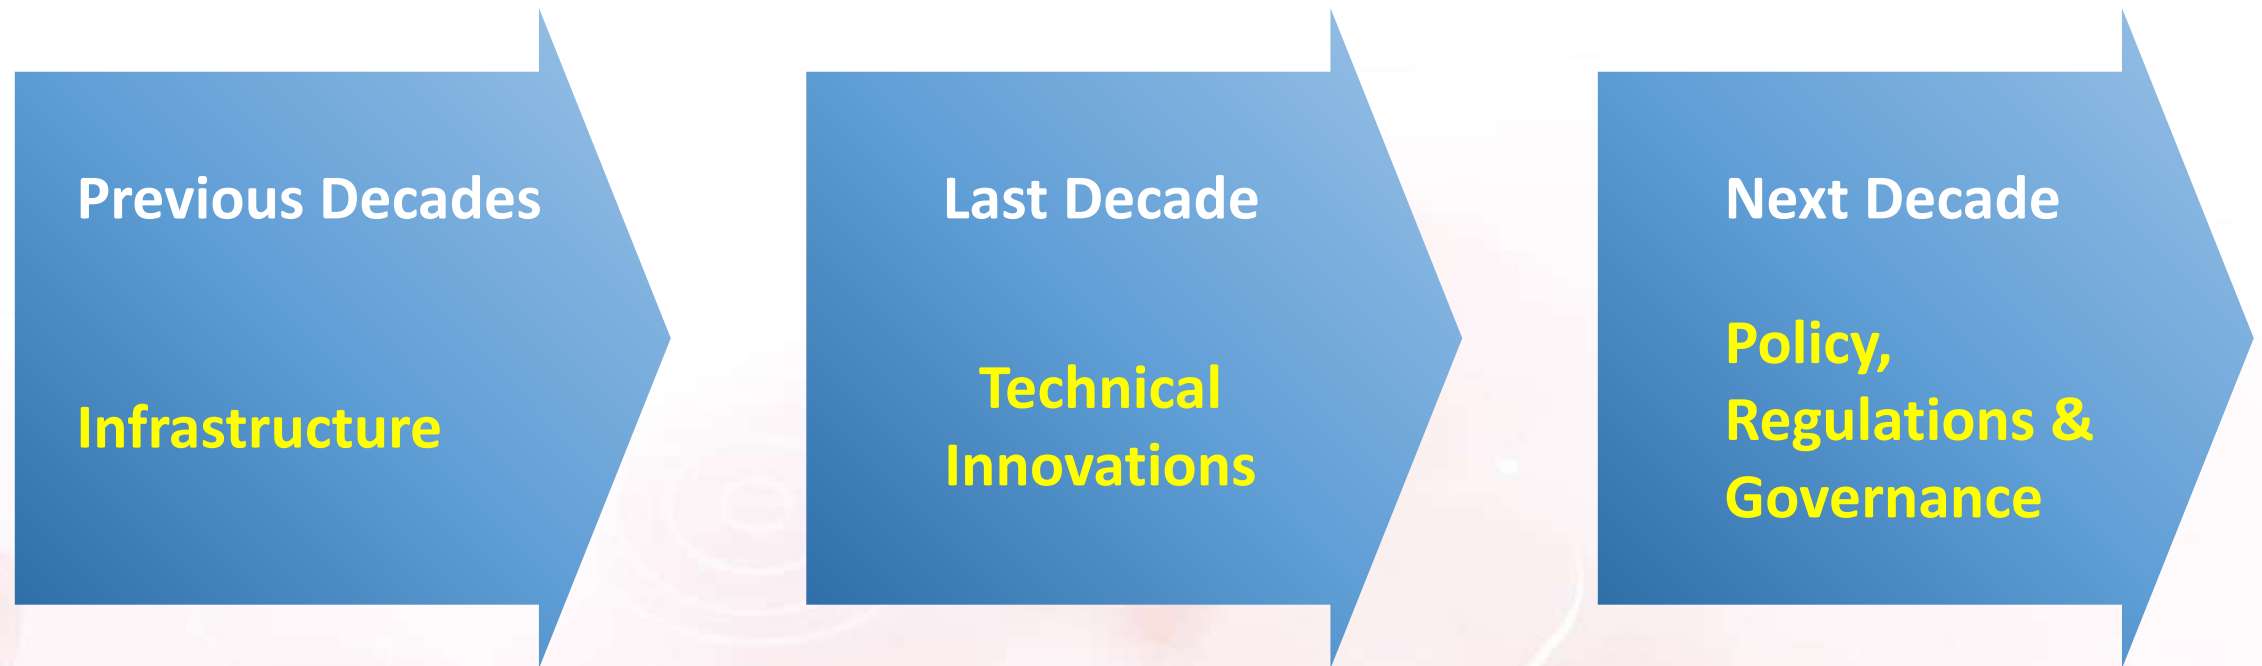 Previous Decades
Infrastructure
Last Decade
Technical
Innovations
Next Decade
Policy,
Regulations &
Governance